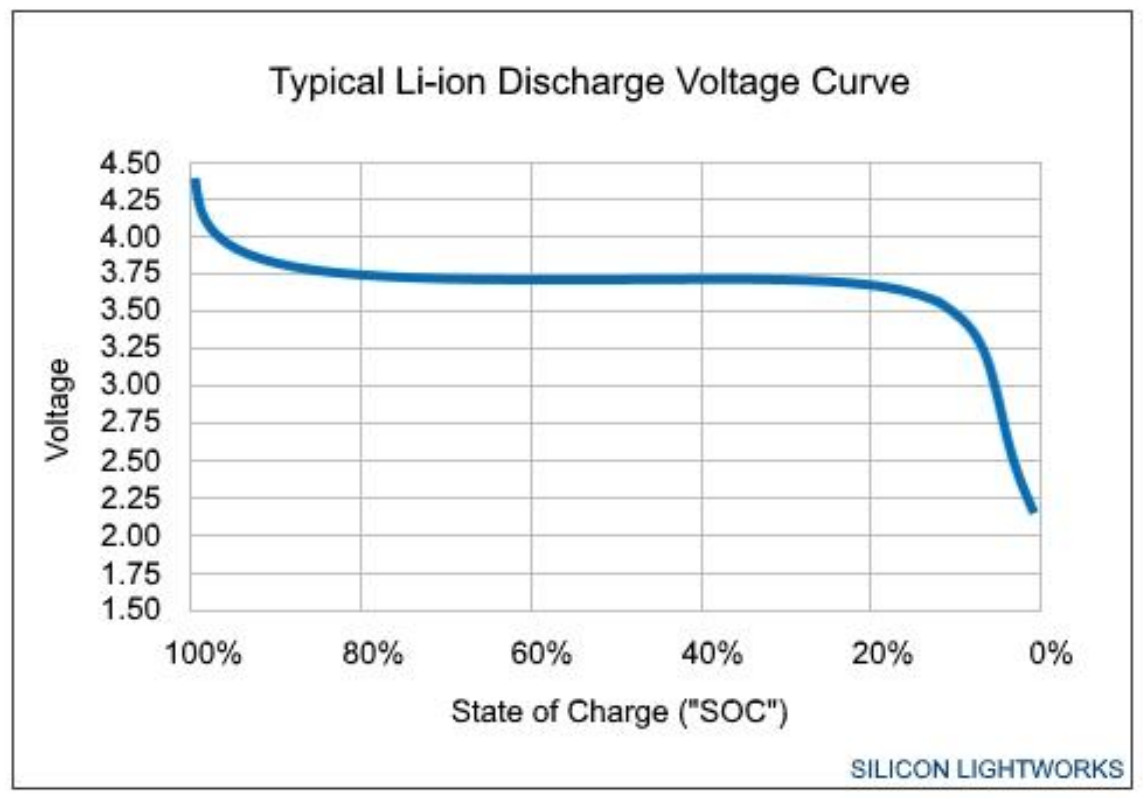 Typical Li-ion Discharge Voltage Curve
4.50
4.25
4.00
3.75
3.50
3.25
3.00
2.75
2.50
2.25
2.00
1.75
1.50
Voltage
100% 80% 60% 40% 20% 0%
State of Charge ("SOC")
SILICON LIGHTWORKS